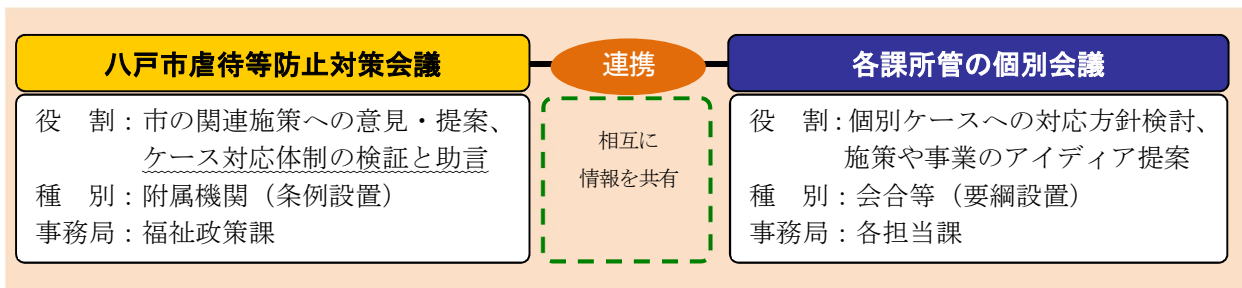 八戸市虐待等防止対策会議
役　割：市の関連施策への意見・提案、
ケース対応体制の検証と助言
種　別：附属機関（条例設置）
事務局：福祉政策課
連携
相互に
情報を共有
各課所管の個別会議
役　割：個別ケースへの対応方針検討、
施策や事業のアイディア提案
種　別：会合等（要綱設置）
事務局：各担当課